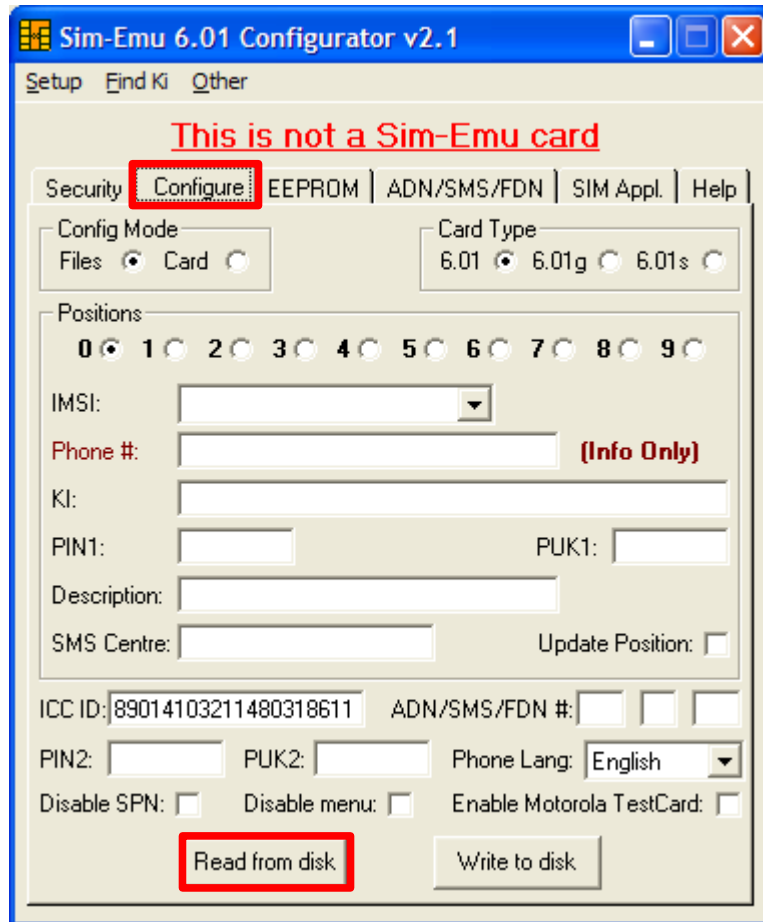 Sim-Emu 6.01 Configurator v2.1
Setup Find Ki Other
This is not a Sim-Emu card
Security Configure EEPROM ADN/SMS/FDN SIM Appl. Help
Config Mode Card Type
Files Card 6.01 6.01g 6.01s
Positions
0 1 2 3 4 5 6 7 8 9
IMSI:
Phone #: (Info Only)
KI:
PIN1: PUK1:
Description:
SMS Centre: Update Position:
ICC ID: 89014103211480318611 ADN/SMS/FDN #:
PIN2: PUK2: Phone Lang: English
Disable SPN: Disable menu: Enable Motorola TestCard:
Read from disk Write to disk